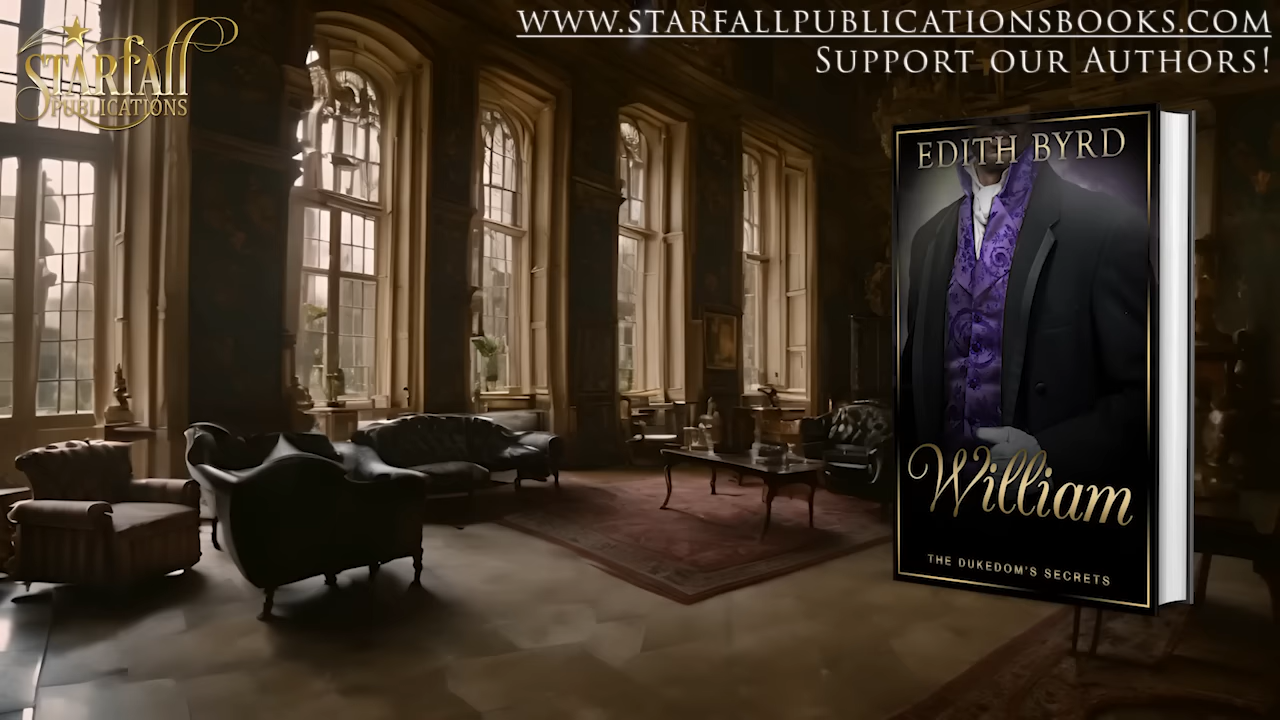 STARfall
PUBLICATIONS
www.starfallpublicationsbooks.com
Support our Authors!
EDITH BYRD
William
THE DUKEDOM'S SECRETS